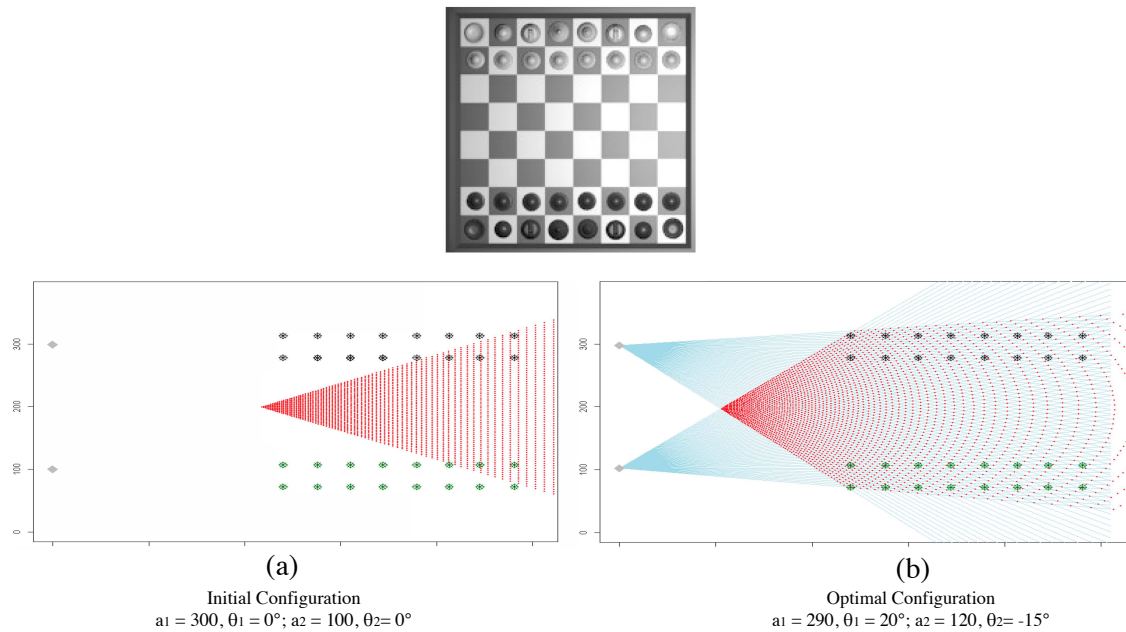 300
200
100
0
(a)
Initial Configuration
a1 = 300, θ1 = 0°; a2 = 100, θ2= 0°
300
200
100
0
(b)
Optimal Configuration
a1 = 290, θ1 = 20°; a2 = 120, θ2= -15°